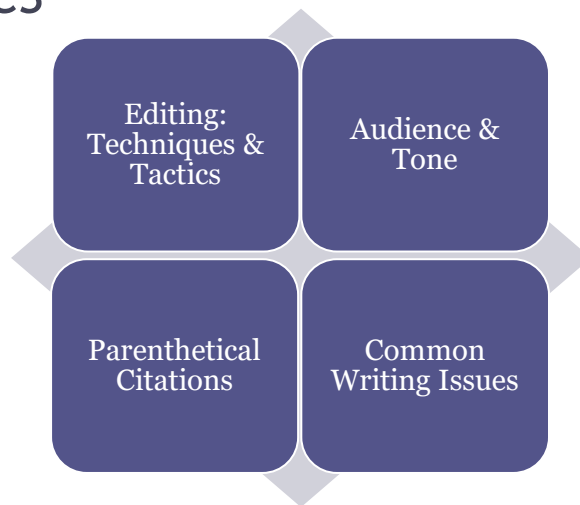 Editing:
Techniques &
Tactics
Audience &
Tone
Parenthetical
Citations
Common
Writing Issues